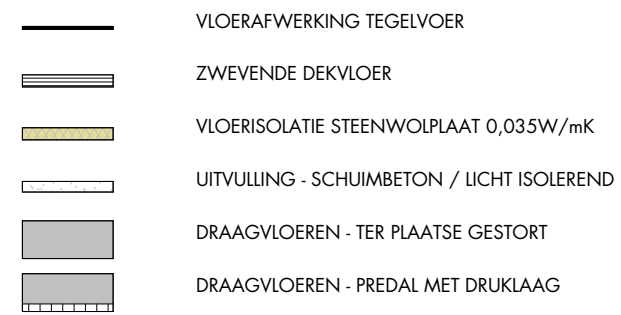 VLOERAFWERKING TEGELVOER
ZWEVENDE DEKVLOER
VLOERISOLATIE STEENWOLPLAAT 0,035W/mK
UITVULLING - SCHUIMBETON / LICHT ISOLEREND
DRAAGVLOEREN - TER PLAATSE GESTORT
DRAAGVLOEREN - PREDAL MET DRUKLAAG